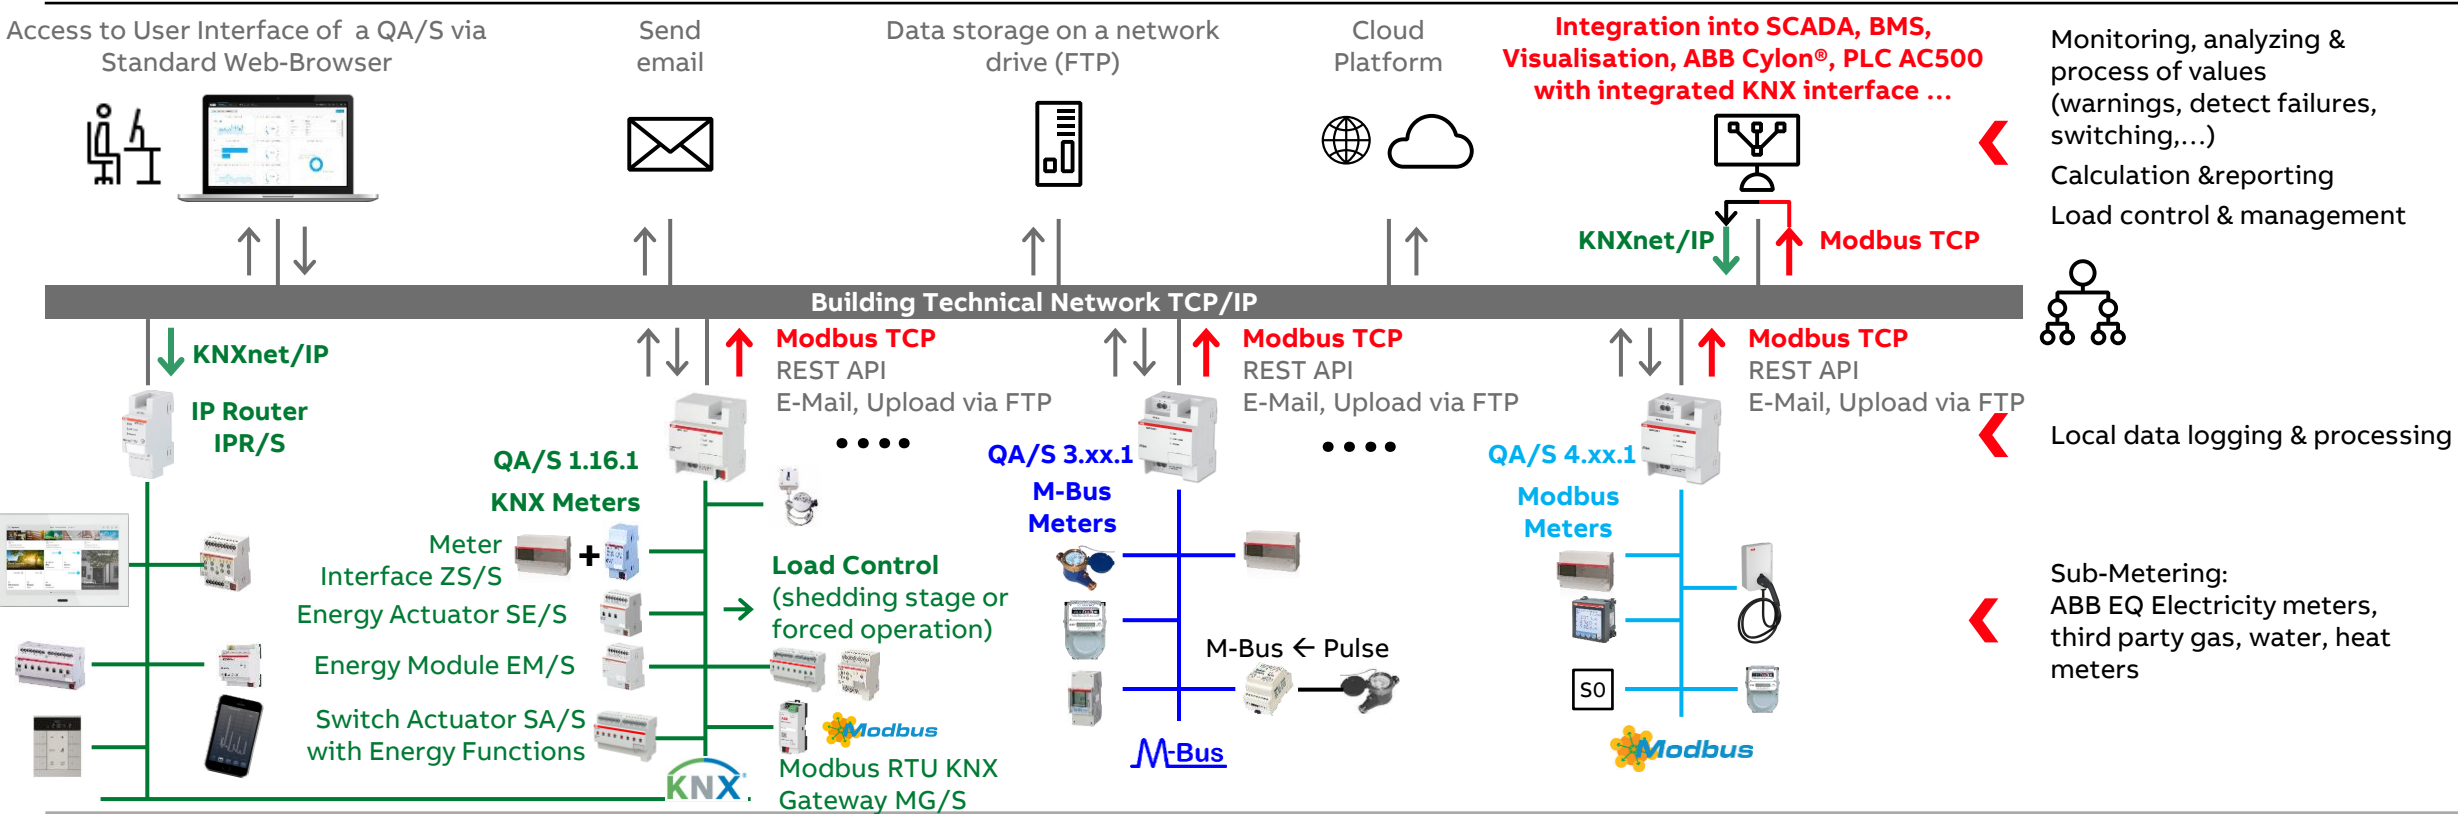 Access to User Interface of a QA/S via
Standard Web-Browser
Send
email
Data storage on a network
drive (FTP)
Cloud
Platform
Integration into SCADA, BMS,
Visualisation, ABB Cylon®, PLC AC500
with integrated KNX interface ...
Monitoring, analyzing &
process of values
(warnings, detect failures,
switching,...)
Calculation &reporting
Load control & management
KNXnet/IP
Modbus TCP
Building Technical Network TCP/IP
KNXnet/IP
IP Router
IPR/S
Modbus TCP
REST API
E-Mail, Upload via FTP
Modbus TCP
REST API
E-Mail, Upload via FTP
Modbus TCP
REST API
E-Mail, Upload via FTP
Local data logging & processing
QA/S 1.16.1
KNX Meters
QA/S 3.xx.1
M-Bus
Meters
QA/S 4.xx.1
Modbus
Meters
Meter
Interface ZS/S
+
Energy Actuator SE/S
Energy Module EM/S
Switch Actuator SA/S
with Energy Functions
Load Control
(shedding stage or
forced operation)
Modbus
Modbus RTU KNX
Gateway MG/S
KNX
M-Bus ← Pulse
M-Bus
S0
Modbus
Sub-Metering:
ABB EQ Electricity meters,
third party gas, water, heat
meters